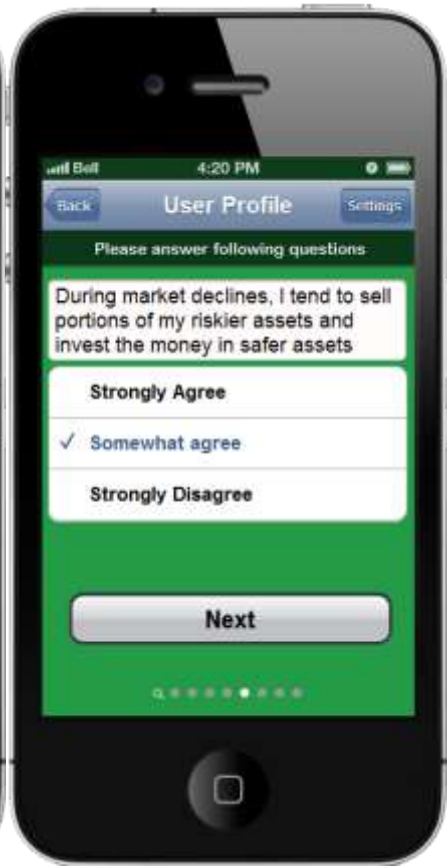 Bell 4:20 PM
Back User Profile Settings
Please answer following questions
During market declines, I tend to sell
portions of my riskier assets and
invest the money in safer assets
Strongly Agree
Somewhat agree
Strongly Disagree
Next